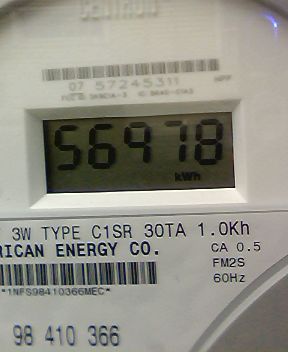 CENTRON
07 57245311
56978
kWh
3W TYPE C1SR 30TA 1.0Kh
RICAN ENERGY CO.
CA 0.5
FM2S
60Hz
*1NFS98410366MEC*
98 410 366